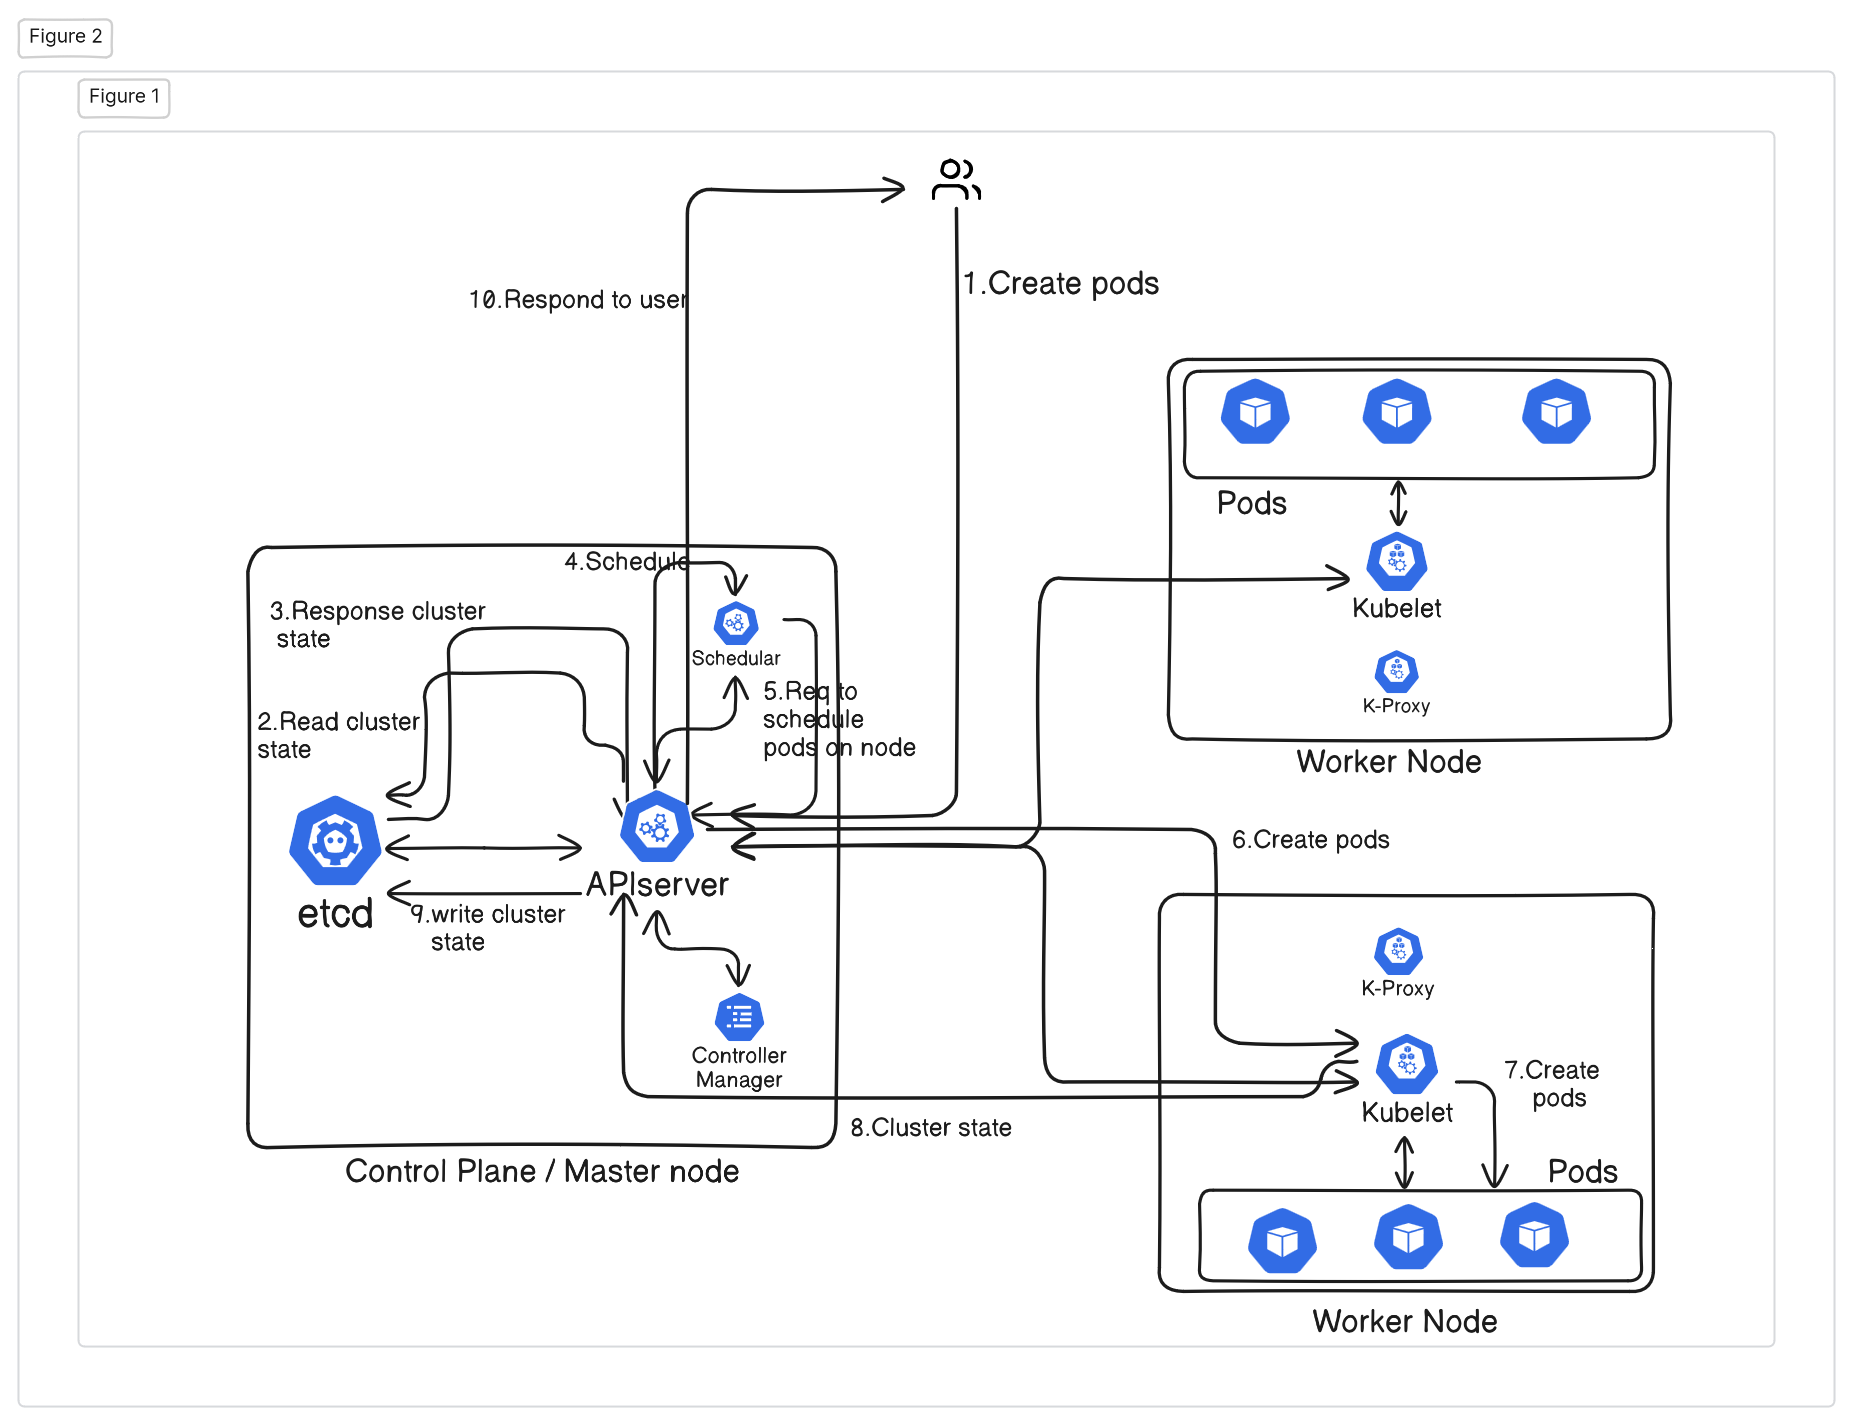 Figure 2
Figure 1
10.Respond to user
1.Create pods
Pods
Kubelet
K-Proxy
Worker Node
4.Schedule
3.Response cluster
state
Schedular
5.Req to
schedule
pods on node
2.Read cluster
state
etcd
APIserver
9.write cluster
state
Controller
Manager
Control Plane / Master node
6.Create pods
8.Cluster state
K-Proxy
Kubelet
7.Create
pods
Pods
Worker Node